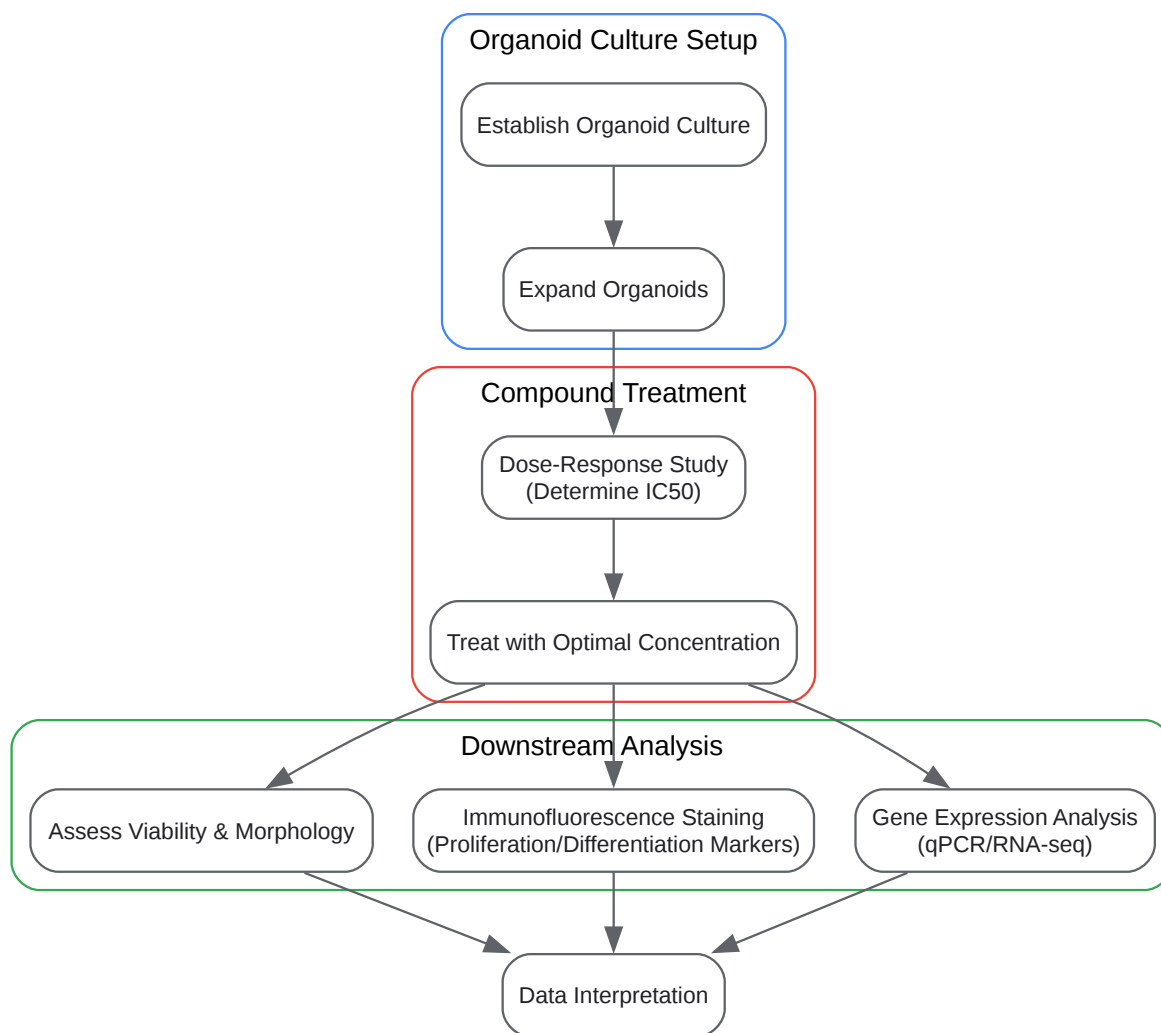 Organoid Culture Setup
Establish Organoid Culture
Expand Organoids
Compound Treatment
Dose-Response Study
(Determine IC50)
Treat with Optimal Concentration
Downstream Analysis
Assess Viability & Morphology
Immunofluorescence Staining
(Proliferation/Differentiation Markers)
Gene Expression Analysis
(qPCR/RNA-seq)
Data Interpretation